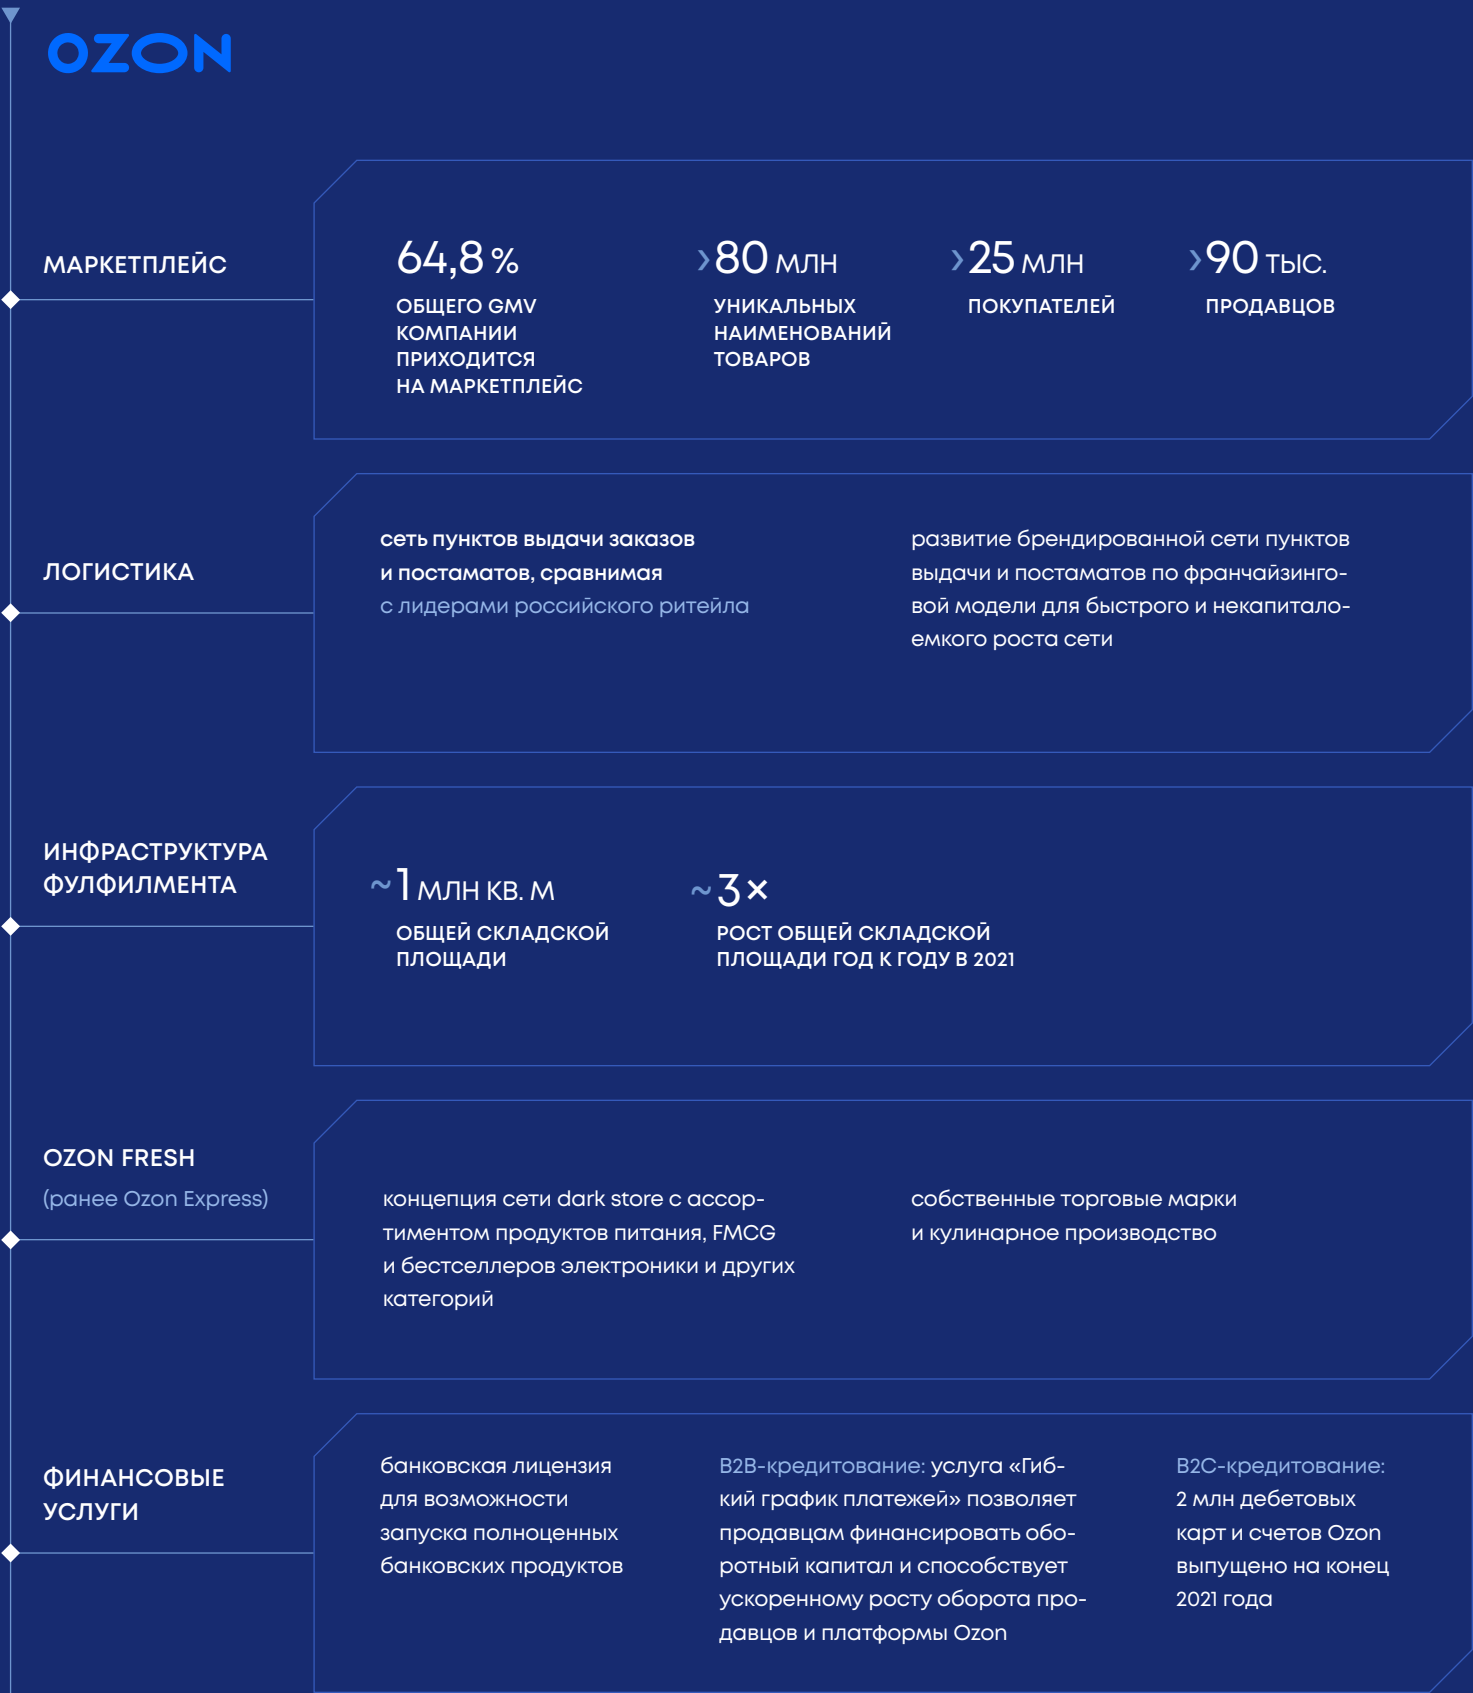 OZON
МАРКЕТПЛЕЙС
64,8 %
ОБЩЕГО GMV
КОМПАНИИ
ПРИХОДИТСЯ
НА МАРКЕТПЛЕЙС
›80 МЛН
УНИКАЛЬНЫХ
НАИМЕНОВАНИЙ
ТОВАРОВ
›25 МЛН
ПОКУПАТЕЛЕЙ
›90 ТЫС.
ПРОДАВЦОВ
ЛОГИСТИКА
сеть пунктов выдачи заказов
и постаматов, сравнимая
с лидерами российского ритейла
развитие брендированной сети пунктов
выдачи и постаматов по франчайзинго-
вой модели для быстрого и некапитало-
емкого роста сети
ИНФРАСТРУКТУРА
ФУЛФИЛМЕНТА
~1 МЛН КВ. М
ОБЩЕЙ СКЛАДСКОЙ
ПЛОЩАДИ
~3×
РОСТ ОБЩЕЙ СКЛАДСКОЙ
ПЛОЩАДИ ГОД К ГОДУ В 2021
OZON FRESH
(ранее Ozon Express)
концепция сети dark store с ассор-
тиментом продуктов питания, FMCG
и бестселлеров электроники и других
категорий
собственные торговые марки
и кулинарное производство
ФИНАНСОВЫЕ
УСЛУГИ
банковская лицензия
для возможности
запуска полноценных
банковских продуктов
B2B-кредитование: услуга «Гиб-
кий график платежей» позволяет
продавцам финансировать обо-
ротный капитал и способствует
ускоренному росту оборота про-
давцов и платформы Ozon
B2C-кредитование:
2 млн дебетовых
карт и счетов Ozon
выпущено на конец
2021 года